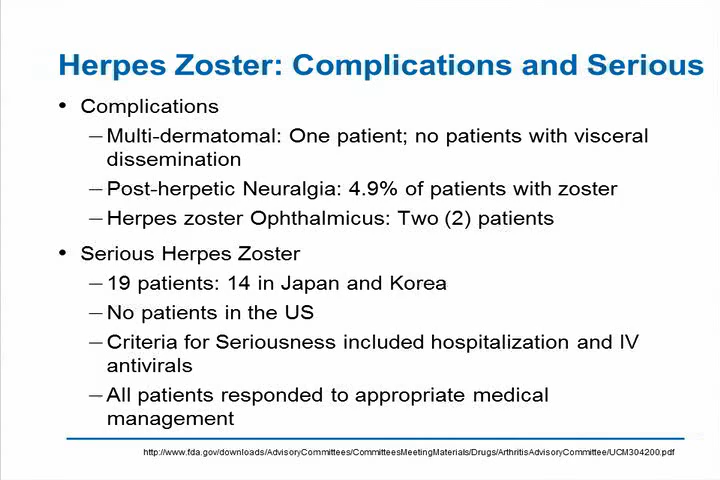 Herpes Zoster: Complications and Serious
• Complications
– Multi-dermatomal: One patient; no patients with visceral
dissemination
– Post-herpetic Neuralgia: 4.9% of patients with zoster
– Herpes zoster Ophthalmicus: Two (2) patients
• Serious Herpes Zoster
– 19 patients: 14 in Japan and Korea
– No patients in the US
– Criteria for Seriousness included hospitalization and IV
antivirals
– All patients responded to appropriate medical
management
http://www.fda.gov/downloads/AdvisoryCommittees/CommitteesMeetingMaterials/Drugs/ArthritisAdvisoryCommittee/UCM304200.pdf